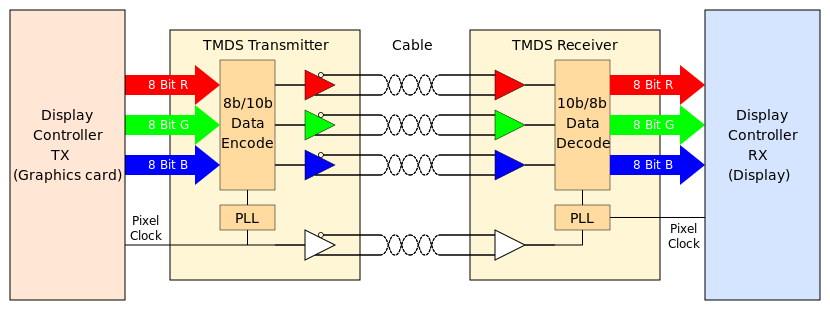 TMDS Transmitter
Cable
TMDS Receiver
Display
Controller
TX
(Graphics card)
8 Bit R
8 Bit G
8 Bit B
Pixel
Clock
8b/10b
Data
Encode
PLL
10b/8b
Data
Decode
PLL
8 Bit R
8 Bit G
8 Bit B
Pixel
Clock
Display
Controller
RX
(Display)